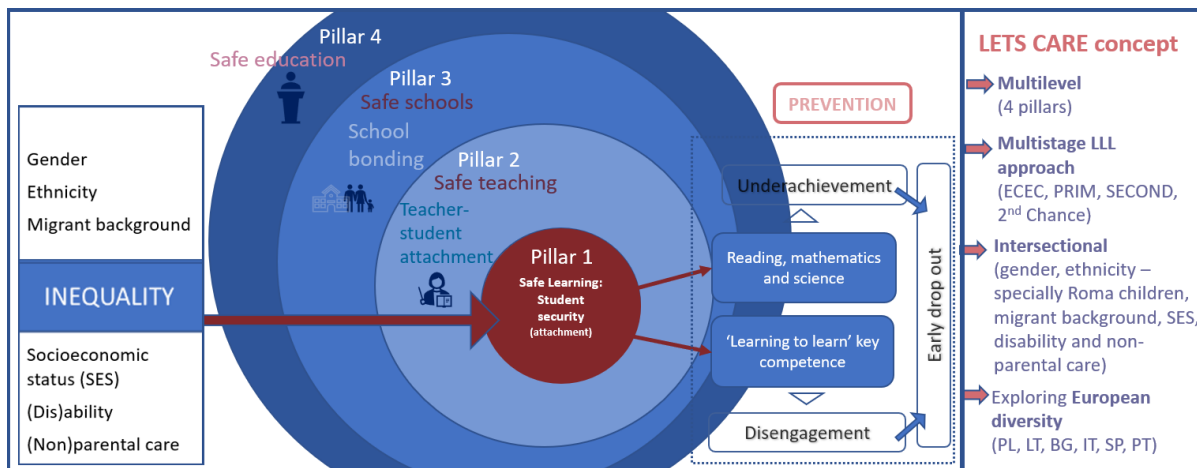 Gender
Ethnicity
Migrant background
INEQUALITY
Socioeconomic
status (SES)
(Dis)ability
(Non)parental care
Pillar 4
Safe education
Pillar 3
Safe schools
School
bonding
Pillar 2
Safe teaching
Teacher-
student
attachment
Pillar 1
Safe Learning:
Student
security
(attachment)
PREVENTION
Underachievement
Reading, mathematics
and science
‘Learning to learn’ key
competence
Disengagement
Early drop out
LETS CARE concept
Multilevel
(4 pillars)
Multistage LLL
approach
(ECEC, PRIM, SECOND,
2nd Chance)
Intersectional
(gender, ethnicity –
specially Roma children,
migrant background, SES,
disability and non-
parental care)
Exploring European
diversity
(PL, LT, BG, IT, SP, PT)